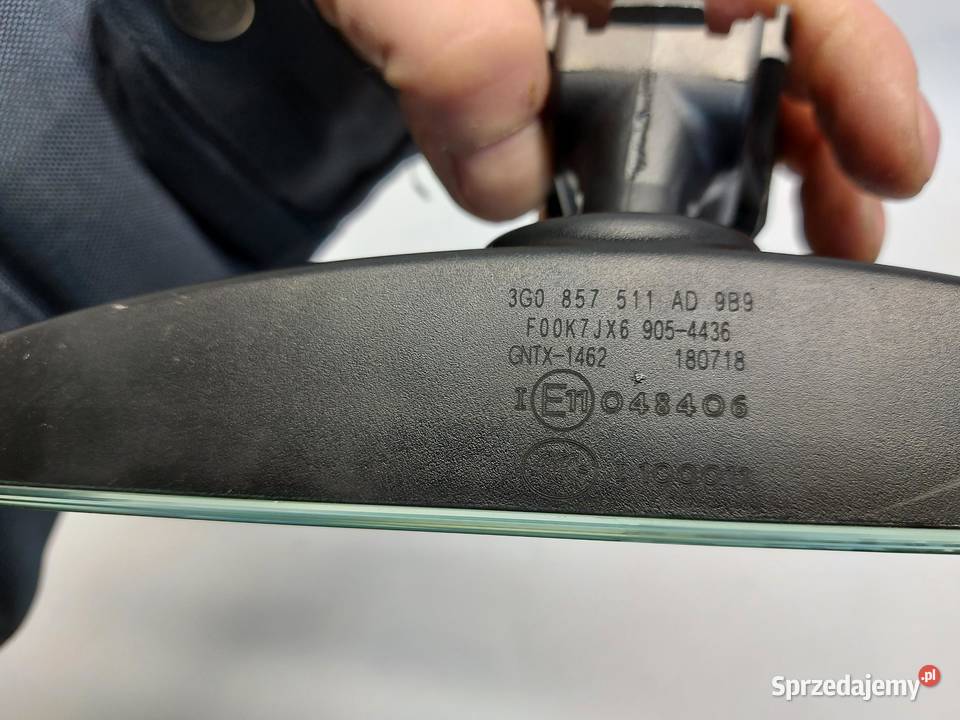 3G0 857 511 AD 9B9
F00K7JX6 905-4436
GNTX-1462 180718
I E11 048406
Sprzedajemy.pl